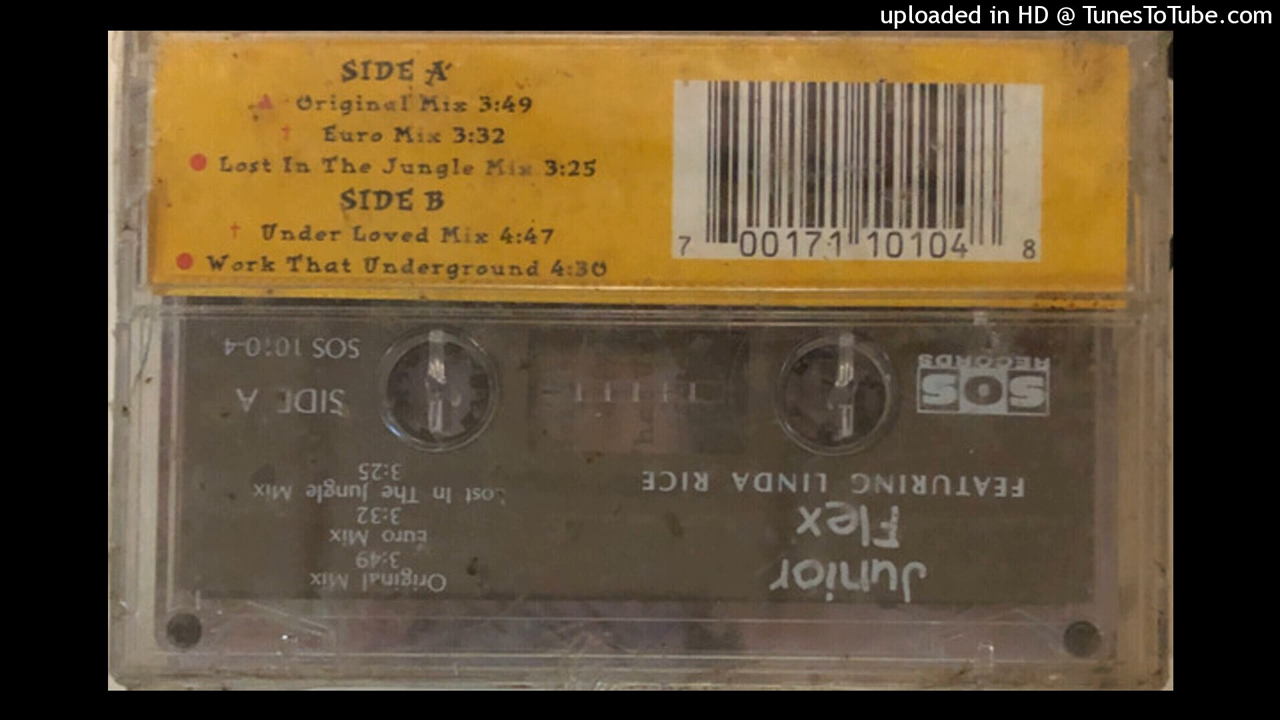 uploaded in HD @ TunesToTube.com
SIDE A
Original Mix 3:49
† Euro Mix 3:32
Lost In The Jungle Mix 3:25
SIDE B
† Under Loved Mix 4:47
Work That Underground 4:30
7 00171 10104 8
Junior
Flex
FEATURING LINDA RICE
SOS
RECORDS
Original Mix
3:49
Euro Mix
3:32
Lost In The Jungle Mix
3:25
SIDE A
SOS 1010-4